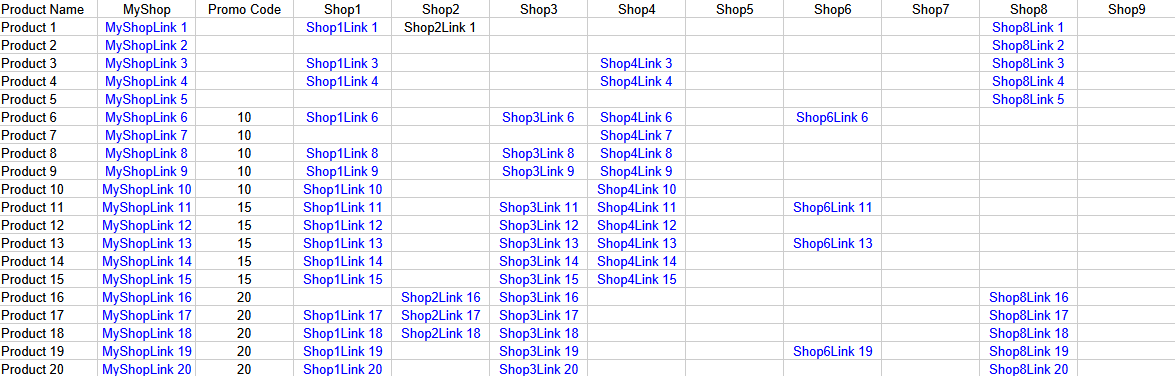 Product Name MyShop Promo Code Shop1 Shop2 Shop3 Shop4 Shop5 Shop6 Shop7 Shop8 Shop9
Product 1 MyShopLink 1 Shop1Link 1 Shop2Link 1 Shop8Link 1
Product 2 MyShopLink 2 Shop8Link 2
Product 3 MyShopLink 3 Shop1Link 3 Shop4Link 3 Shop8Link 3
Product 4 MyShopLink 4 Shop1Link 4 Shop4Link 4 Shop8Link 4
Product 5 MyShopLink 5 Shop8Link 5
Product 6 MyShopLink 6 10 Shop1Link 6 Shop3Link 6 Shop4Link 6 Shop6Link 6
Product 7 MyShopLink 7 10 Shop4Link 7
Product 8 MyShopLink 8 10 Shop1Link 8 Shop3Link 8 Shop4Link 8
Product 9 MyShopLink 9 10 Shop1Link 9 Shop3Link 9 Shop4Link 9
Product 10 MyShopLink 10 10 Shop1Link 10 Shop4Link 10
Product 11 MyShopLink 11 15 Shop1Link 11 Shop3Link 11 Shop4Link 11 Shop6Link 11
Product 12 MyShopLink 12 15 Shop1Link 12 Shop3Link 12 Shop4Link 12
Product 13 MyShopLink 13 15 Shop1Link 13 Shop3Link 13 Shop4Link 13 Shop6Link 13
Product 14 MyShopLink 14 15 Shop1Link 14 Shop3Link 14 Shop4Link 14
Product 15 MyShopLink 15 15 Shop1Link 15 Shop3Link 15 Shop4Link 15
Product 16 MyShopLink 16 20 Shop2Link 16 Shop3Link 16 Shop8Link 16
Product 17 MyShopLink 17 20 Shop1Link 17 Shop2Link 17 Shop3Link 17 Shop8Link 17
Product 18 MyShopLink 18 20 Shop1Link 18 Shop2Link 18 Shop3Link 18 Shop8Link 18
Product 19 MyShopLink 19 20 Shop1Link 19 Shop3Link 19 Shop6Link 19 Shop8Link 19
Product 20 MyShopLink 20 20 Shop1Link 20 Shop3Link 20 Shop8Link 20